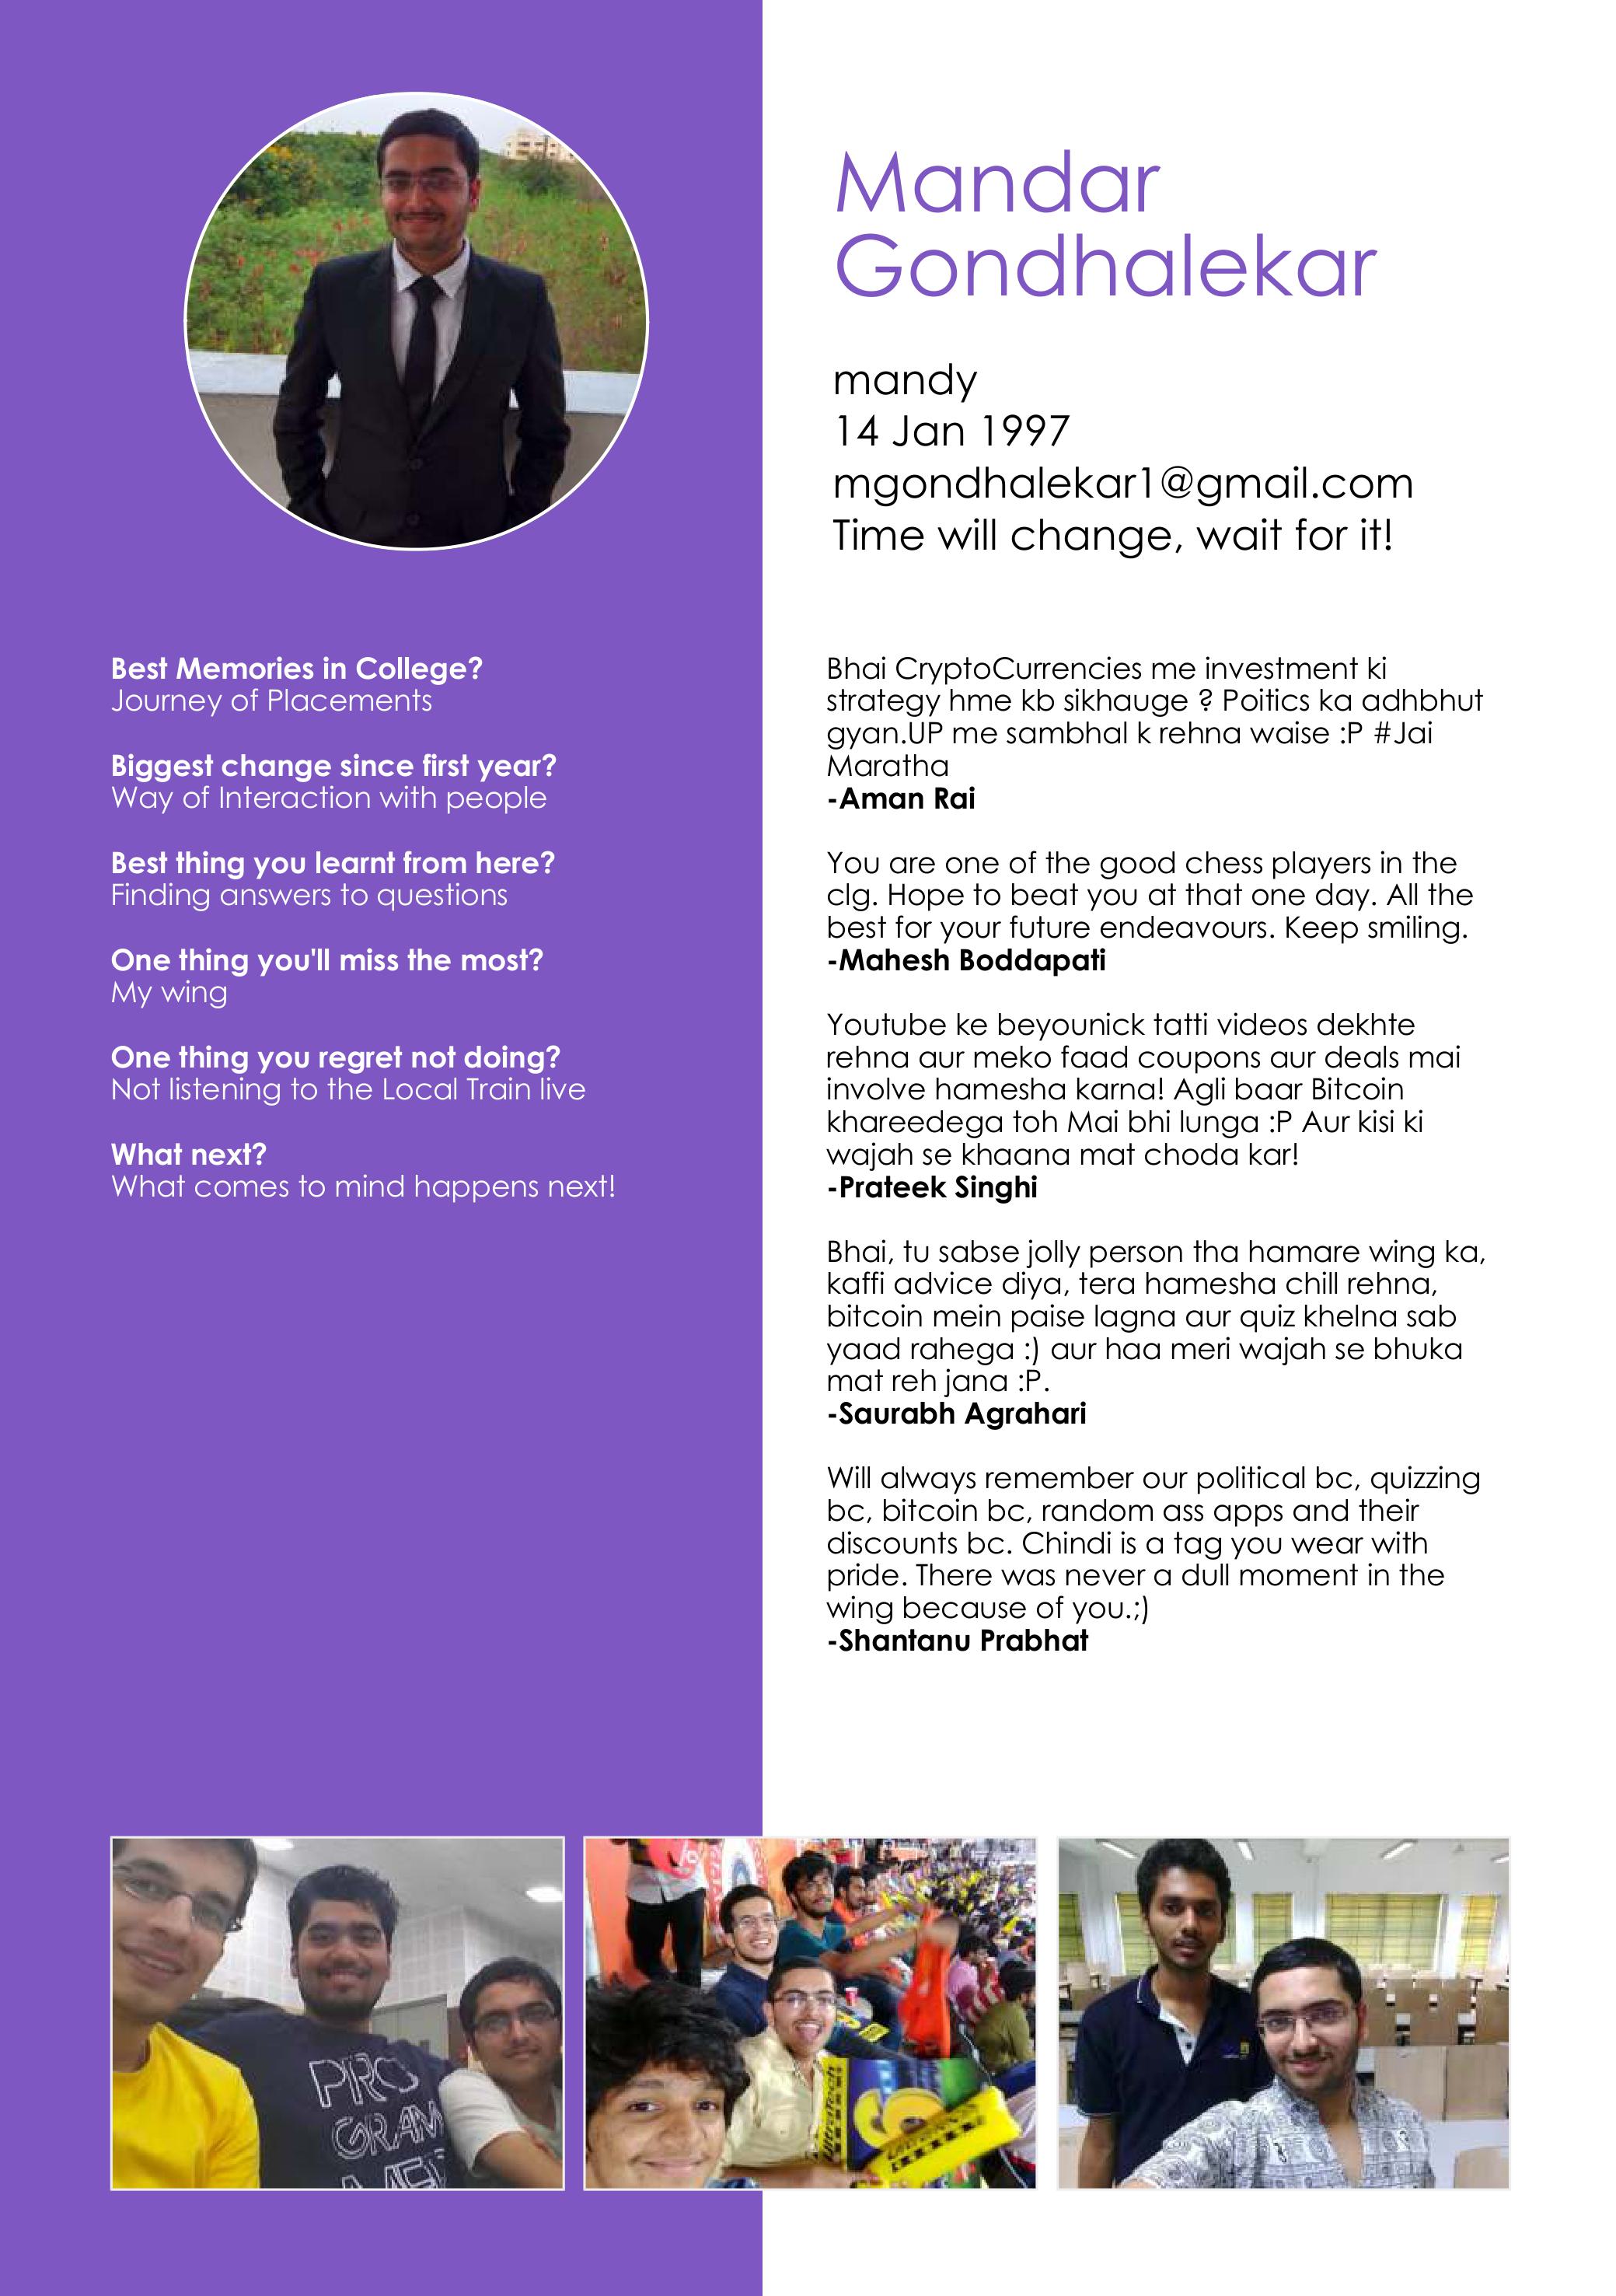 Mandar
Gondhalekar
mandy
14 Jan 1997
mgondhalekar1@gmail.com
Time will change, wait for it!
Best Memories in College?
Journey of Placements
Biggest change since first year?
Way of Interaction with people
Best thing you learnt from here?
Finding answers to questions
One thing you'll miss the most?
My wing
One thing you regret not doing?
Not listening to the Local Train live
What next?
What comes to mind happens next!
Bhai CryptoCurrencies me investment ki
strategy hme kb sikhauge ? Poitics ka adhbhut
gyan.UP me sambhal k rehna waise :P #Jai
Maratha
-Aman Rai
You are one of the good chess players in the
clg. Hope to beat you at that one day. All the
best for your future endeavours. Keep smiling.
-Mahesh Boddapati
Youtube ke beyounick tatti videos dekhte
rehna aur meko faad coupons aur deals mai
involve hamesha karna! Agli baar Bitcoin
khareedega toh Mai bhi lunga :P Aur kisi ki
wajah se khaana mat choda kar!
-Prateek Singhi
Bhai, tu sabse jolly person tha hamare wing ka,
kaffi advice diya, tera hamesha chill rehna,
bitcoin mein paise lagna aur quiz khelna sab
yaad rahega :) aur haa meri wajah se bhuka
mat reh jana :P.
-Saurabh Agrahari
Will always remember our political bc, quizzing
bc, bitcoin bc, random ass apps and their
discounts bc. Chindi is a tag you wear with
pride. There was never a dull moment in the
wing because of you.;)
-Shantanu Prabhat
PRO
GRAM
UltraTech